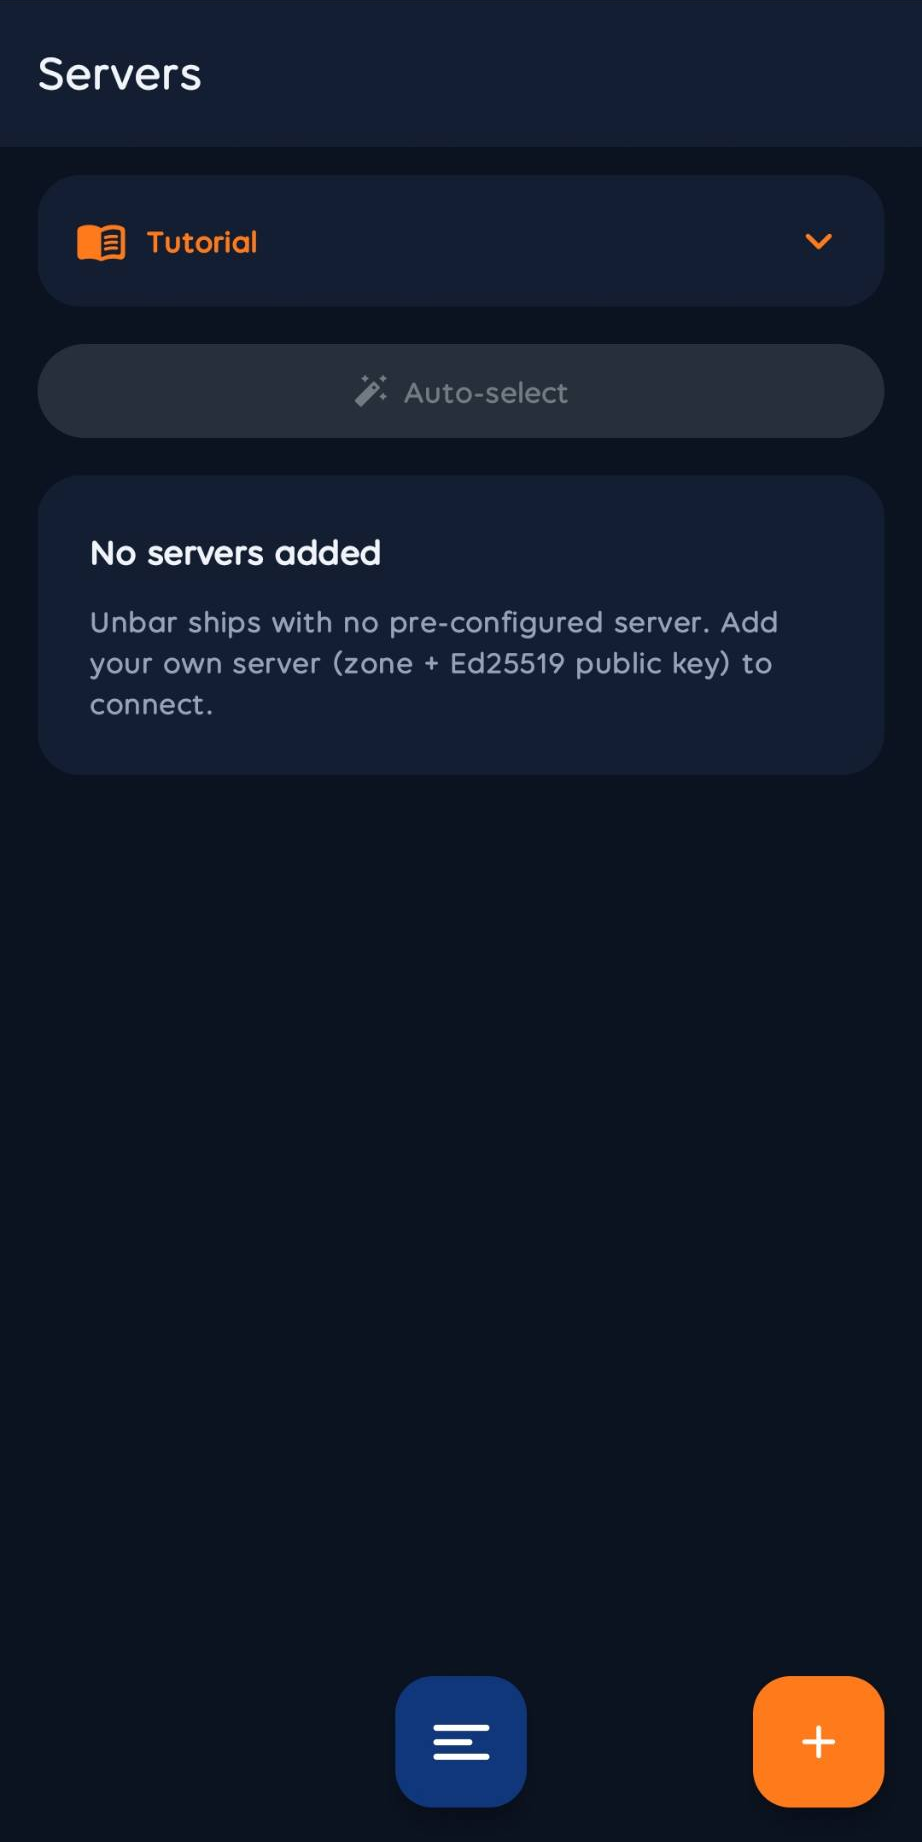 Servers
Tutorial
Auto-select
No servers added
Unbar ships with no pre-configured server. Add
your own server (zone + Ed25519 public key) to
connect.